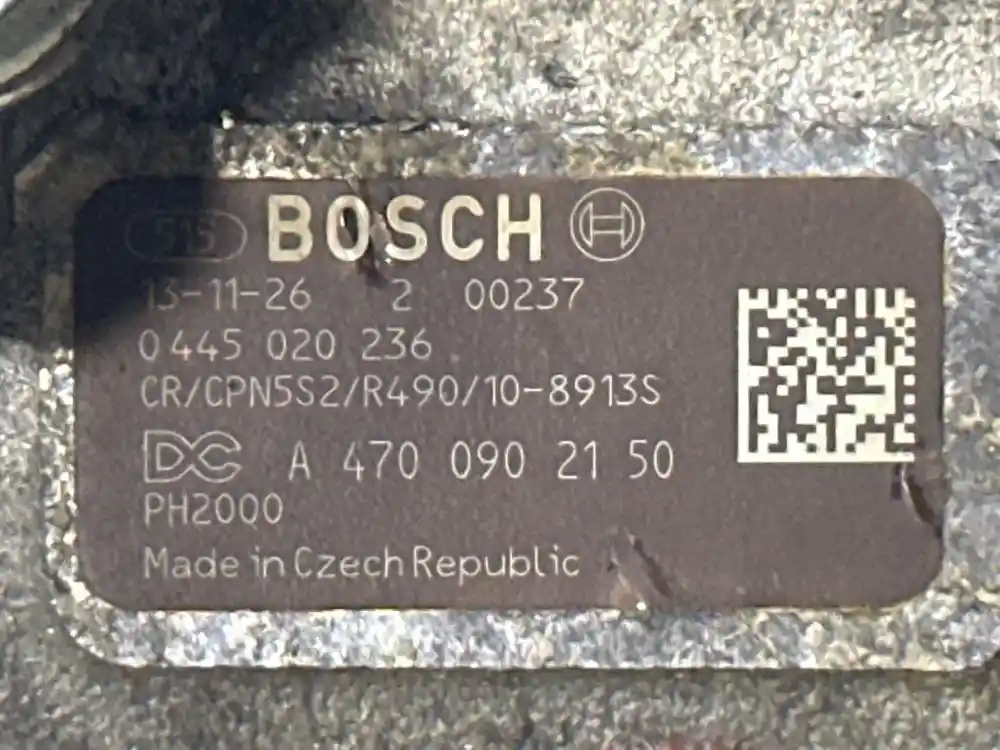 515 BOSCH
13-11-26 2 00237
0 445 020 236
CR/CPN5S2/R490/10-8913S
DC A 470 090 21 50
PH2000
Made in Czech Republic